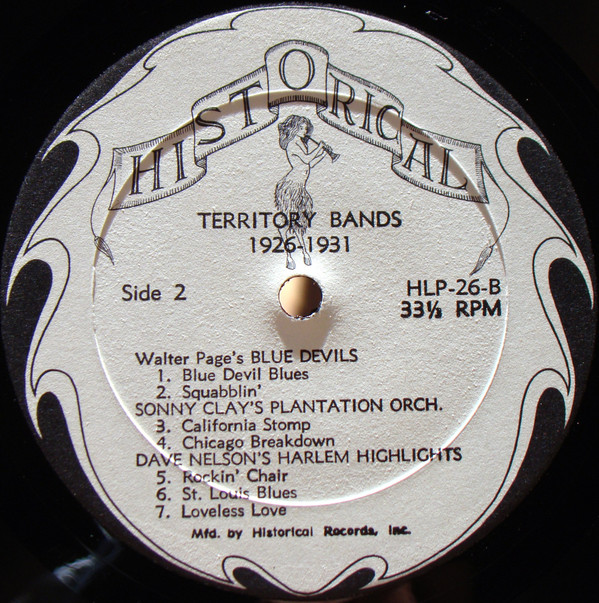 HISTORICAL
TERRITORY BANDS
1926-1931
Side 2
HLP-26-B
33⅓ RPM
Walter Page's BLUE DEVILS
1. Blue Devil Blues
2. Squabblin'
SONNY CLAY'S PLANTATION ORCH.
3. California Stomp
4. Chicago Breakdown
DAVE NELSON'S HARLEM HIGHLIGHTS
5. Rockin' Chair
6. St. Louis Blues
7. Loveless Love
Mfd. by Historical Records, Inc.